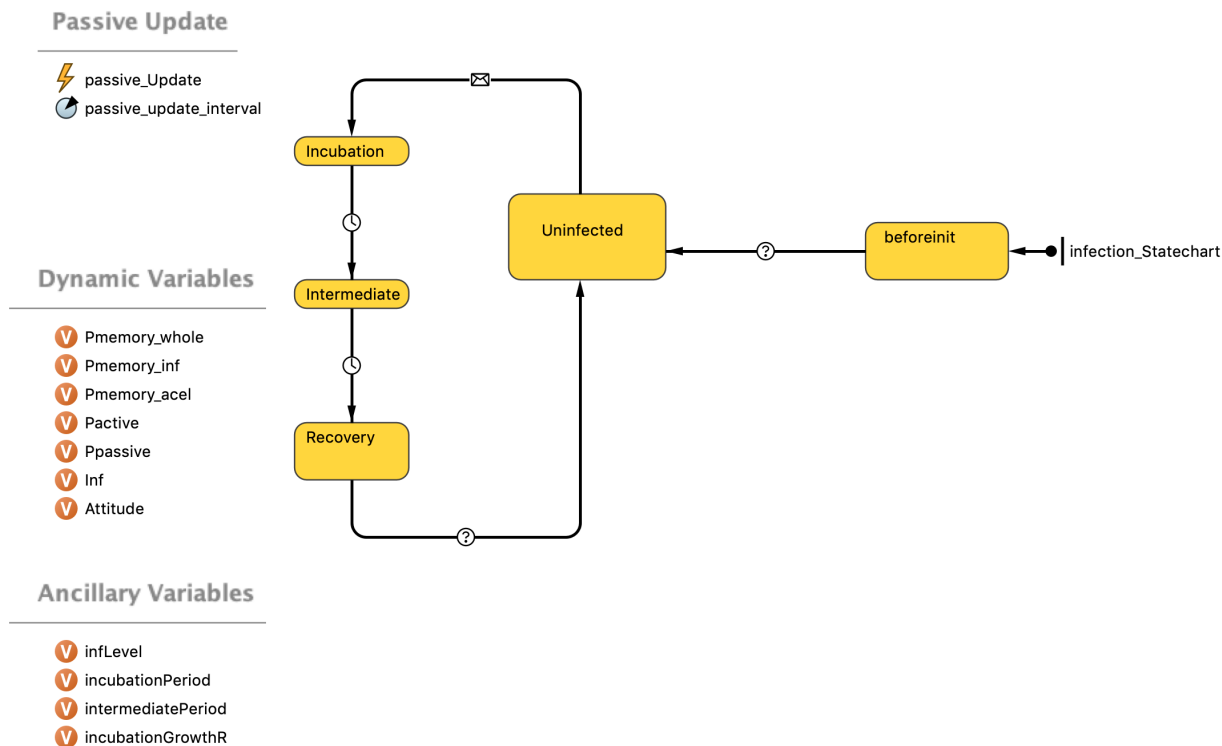 Passive Update
passive_Update
passive_update_interval
Incubation
Uninfected
beforeinit
infection_Statechart
Intermediate
Recovery
Dynamic Variables
Pmemory_whole
Pmemory_inf
Pmemory_acel
Pactive
Ppassive
Inf
Attitude
Ancillary Variables
infLevel
incubationPeriod
intermediatePeriod
incubationGrowthR